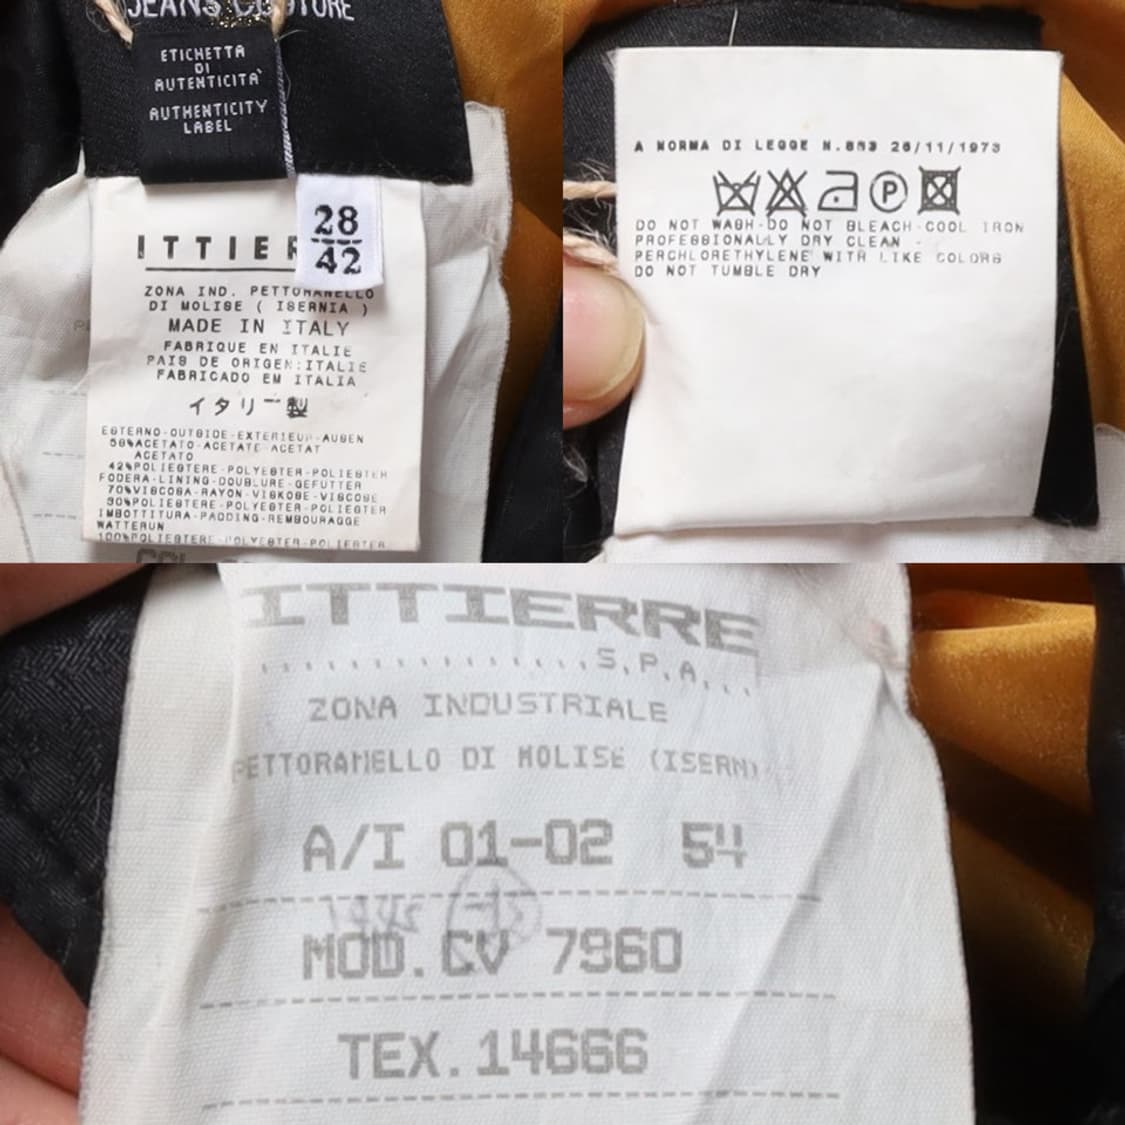 JEANS COUTURE
ETICHETTA
DI
AUTENTICITA'
AUTHENTICITY
LABEL
28
42
ITTIER
ZONA IND. PETTORANELLO
DI MOLISE ( ISERNIA )
MADE IN ITALY
FABRIQUE EN ITALIE
PAIS DE ORIGEN:ITALIE
FABRICADO EM ITALIA
イタリー製
ESTERNO-OUTSIDE-EXTERIEUR-AUSEN
58%ACETATO-ACETATE-ACETAT
ACETATO
42%POLIESTERE-POLYESTER-POLIESTER
FODERA-LINING-DOUBLURE-GEFUTTER
70%VISCOSA-RAYON-VISKOSE-VISCOSE
30%POLIESTERE-POLYESTER-POLIESTER
IMBOTTITURA-PADDING-REMBOURAGGE
WATTERUN
100%POLIESTERE-POLYESTER-POLIESTER
A NORMA DI LEGGE N.883 26/11/1973
P
DO NOT WASH-DO NOT BLEACH-COOL IRON
PROFESSIONALLY DRY CLEAN -
PERCHLORETHYLENE WITH LIKE COLORS
DO NOT TUMBLE DRY
ITTIERRE
S.P.A...
ZONA INDUSTRIALE
PETTORANELLO DI MOLISE (ISERN)
A/I 01-02 54
MOD. CV 7960
TEX. 14666